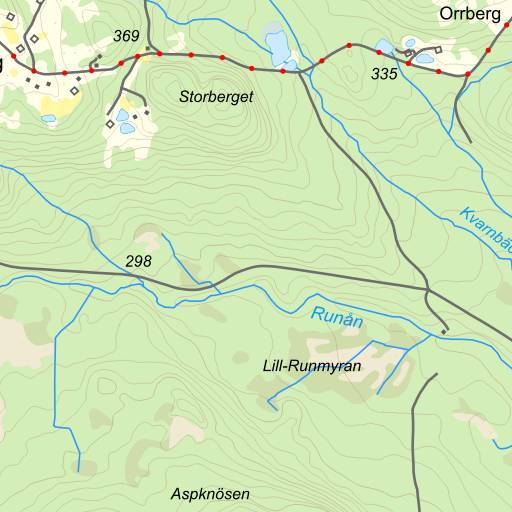 Orrberg
369
335
Storberget
298
Runån
Lill-Runmyran
Aspknösen